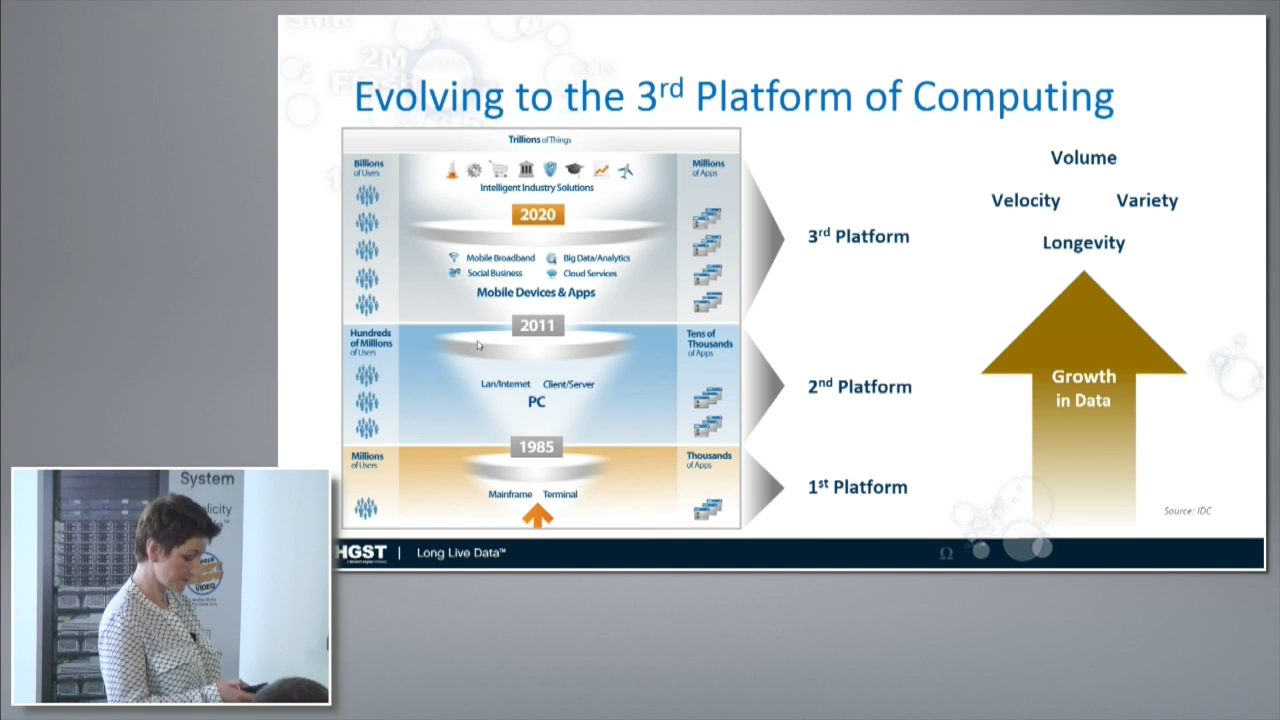 2M
Evolving to the 3rd Platform of Computing
Trillions of Things
Billions
of Users
Millions
of Apps
Intelligent Industry Solutions
2020
Mobile Broadband
Big Data/Analytics
Social Business
Cloud Services
Mobile Devices & Apps
2011
Hundreds
of Millions
of Users
Tens of
Thousands
of Apps
Lan/Internet
Client/Server
PC
1985
Millions
of Users
Thousands
of Apps
Mainframe
Terminal
3rd Platform
2nd Platform
1st Platform
Volume
Velocity
Variety
Longevity
Growth
in Data
Source: IDC
HGST | Long Live Data™
Ω
System
VIDEO